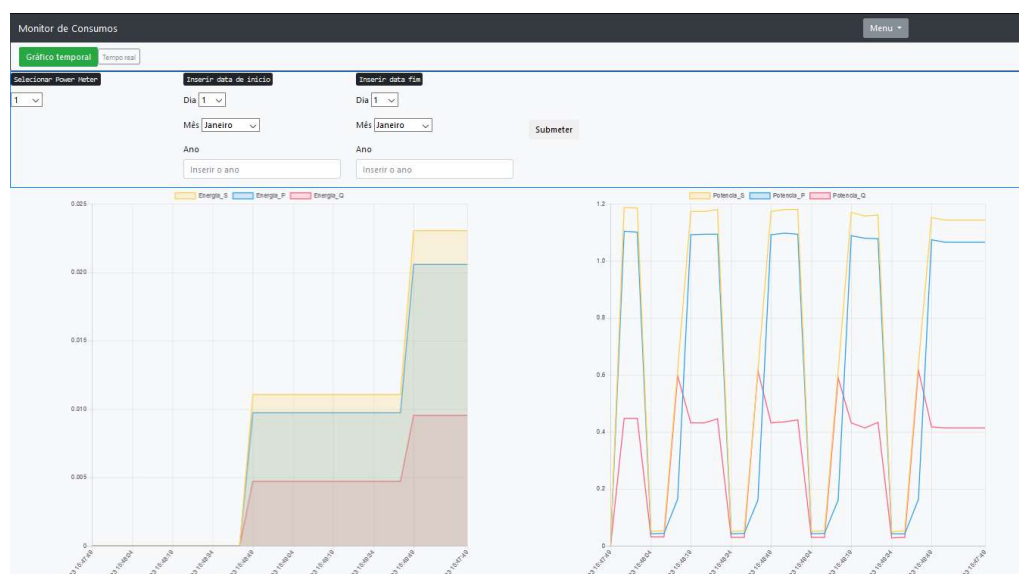 Monitor de Consumos
Menu
Gráfico temporal Tempo real
Selecionar Power Meter Inserir data de início Inserir data fim
1 Dia 1 Dia 1
Mês Janeiro Mês Janeiro Submeter
Ano Ano
Inserir o ano Inserir o ano
Energia_S Energia_P Energia_Q
Potencia_S Potencia_P Potencia_Q
0.025
0.020
0.015
0.010
0.005
0
1.2
1.0
0.8
0.6
0.4
0.2
0